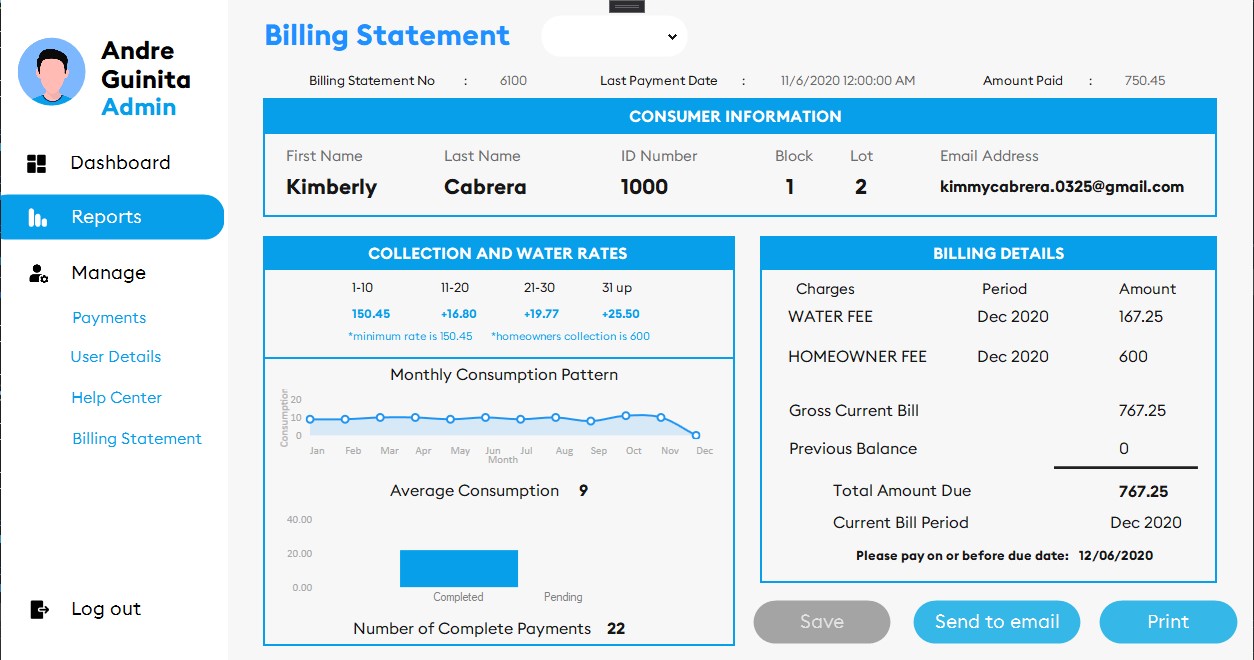 Andre
Guinita
Admin
Dashboard
Reports
Manage
Payments
User Details
Help Center
Billing Statement
Log out
Billing Statement
Billing Statement No : 6100 Last Payment Date : 11/6/2020 12:00:00 AM Amount Paid : 750.45
CONSUMER INFORMATION
First Name Last Name ID Number Block Lot Email Address
Kimberly Cabrera 1000 1 2 kimmycabrera.0325@gmail.com
COLLECTION AND WATER RATES
1-10 11-20 21-30 31 up
150.45 +16.80 +19.77 +25.50
*minimum rate is 150.45 *homeowners collection is 600
Monthly Consumption Pattern
Consumption
20
10
0
Jan Feb Mar Apr May Jun Jul Aug Sep Oct Nov Dec
Month
Average Consumption 9
40.00
20.00
0.00
Completed Pending
Number of Complete Payments 22
BILLING DETAILS
Charges Period Amount
WATER FEE Dec 2020 167.25
HOMEOWNER FEE Dec 2020 600
Gross Current Bill 767.25
Previous Balance 0
Total Amount Due 767.25
Current Bill Period Dec 2020
Please pay on or before due date: 12/06/2020
Save Send to email Print